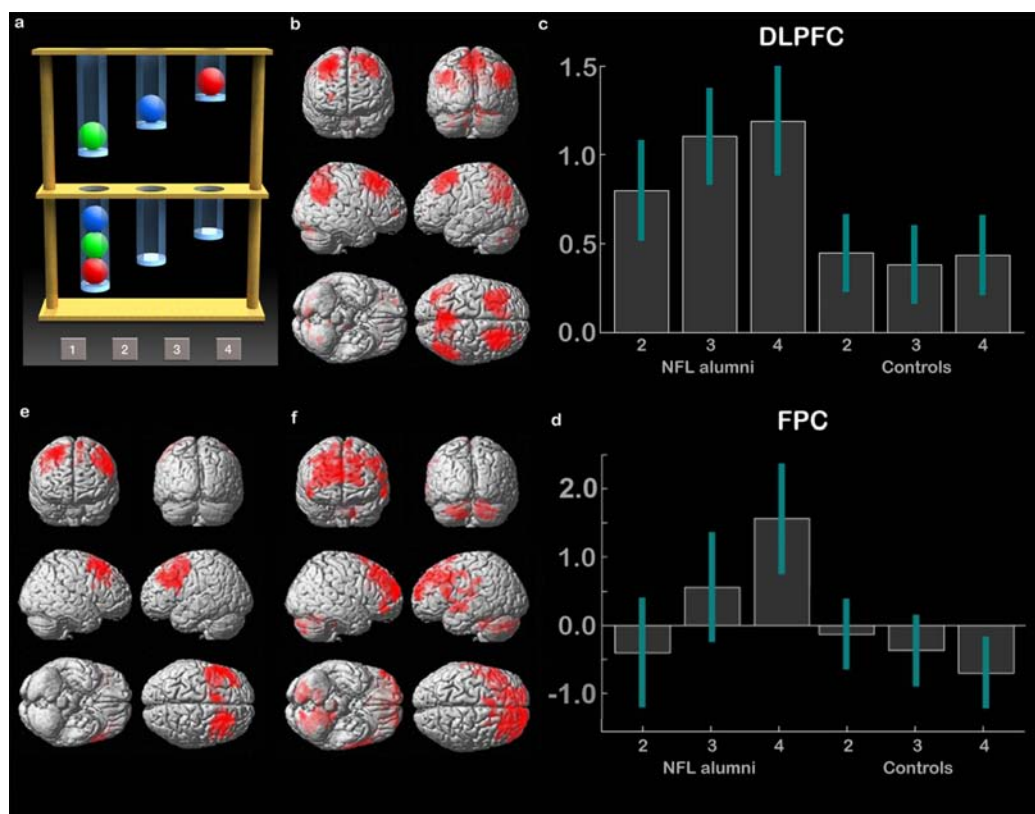 a
1 2 3 4
b
c
DLPFC
1.5
1.0
0.5
0.0
2 3 4 2 3 4
NFL alumni Controls
e
f
d
FPC
2.0
1.0
0.0
-1.0
2 3 4 2 3 4
NFL alumni Controls